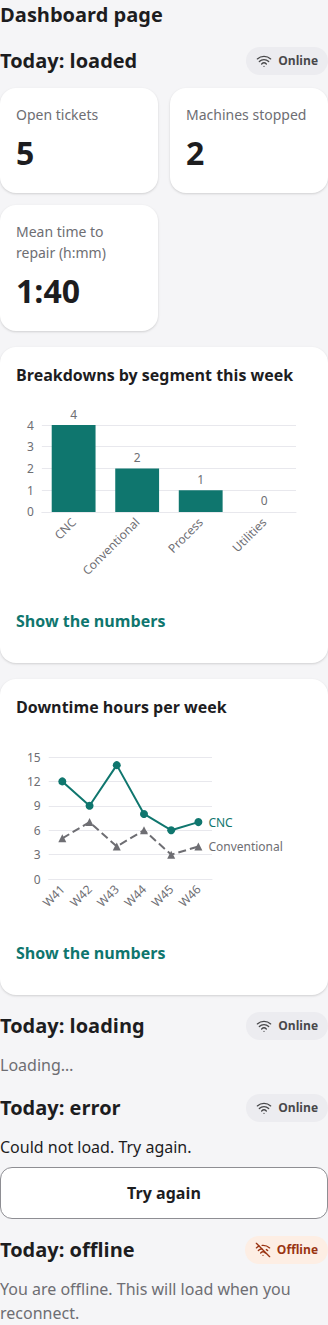 Dashboard page
Today: loaded
Online
Open tickets
5
Machines stopped
2
Mean time to
repair (h:mm)
1:40
Breakdowns by segment this week
4
3
2
1
0
4
2
1
0
CNC
Conventional
Process
Utilities
Show the numbers
Downtime hours per week
15
12
9
6
3
0
CNC
Conventional
W41
W42
W43
W44
W45
W46
Show the numbers
Today: loading
Online
Loading...
Today: error
Online
Could not load. Try again.
Try again
Today: offline
Offline
You are offline. This will load when you
reconnect.